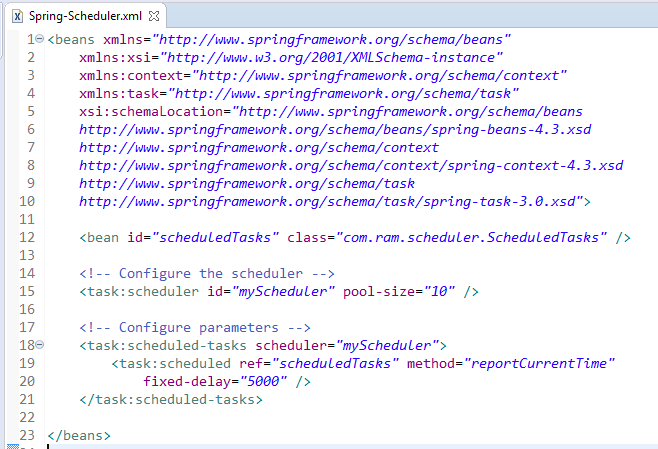 Spring-Scheduler.xml
1 <beans xmlns="http://www.springframework.org/schema/beans"
2 xmlns:xsi="http://www.w3.org/2001/XMLSchema-instance"
3 xmlns:context="http://www.springframework.org/schema/context"
4 xmlns:task="http://www.springframework.org/schema/task"
5 xsi:schemaLocation="http://www.springframework.org/schema/beans
6 http://www.springframework.org/schema/beans/spring-beans-4.3.xsd
7 http://www.springframework.org/schema/context
8 http://www.springframework.org/schema/context/spring-context-4.3.xsd
9 http://www.springframework.org/schema/task
10 http://www.springframework.org/schema/task/spring-task-3.0.xsd">
11
12 <bean id="scheduledTasks" class="com.ram.scheduler.ScheduledTasks" />
13
14 <!-- Configure the scheduler -->
15 <task:scheduler id="myScheduler" pool-size="10" />
16
17 <!-- Configure parameters -->
18 <task:scheduled-tasks scheduler="myScheduler">
19 <task:scheduled ref="scheduledTasks" method="reportCurrentTime"
20 fixed-delay="5000" />
21 </task:scheduled-tasks>
22
23 </beans>